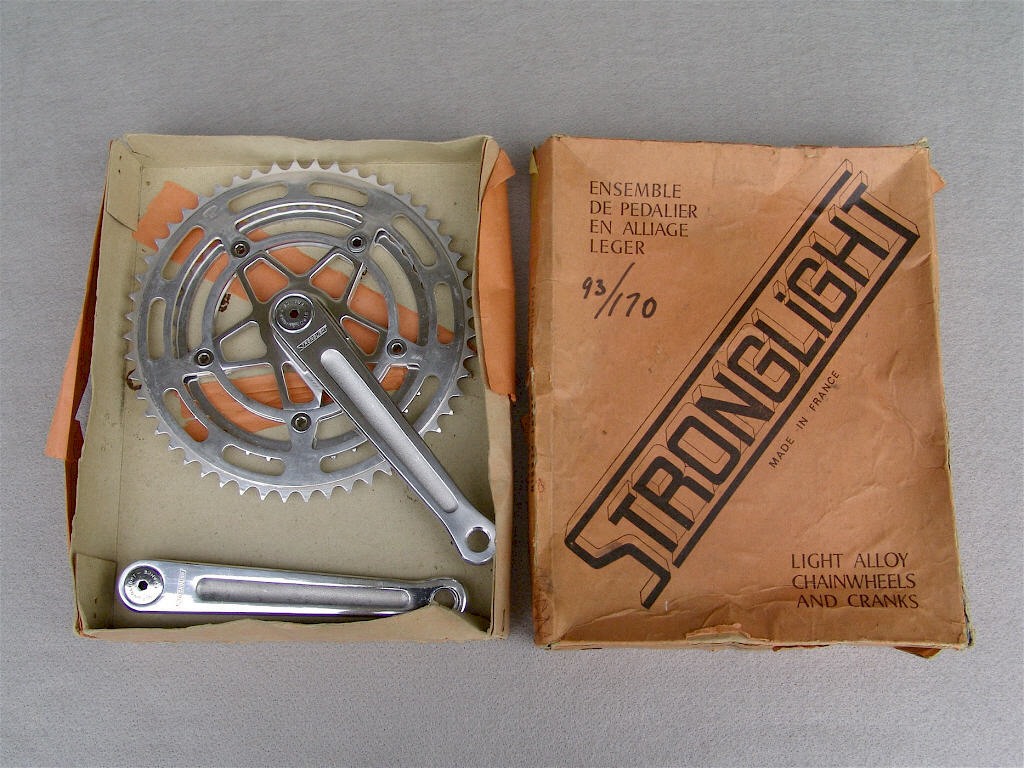 ENSEMBLE
DE PEDALIER
EN ALLIAGE
LEGER
93/170
STRONGLiGHT
MADE IN FRANCE
LIGHT ALLOY
CHAINWHEELS
AND CRANKS